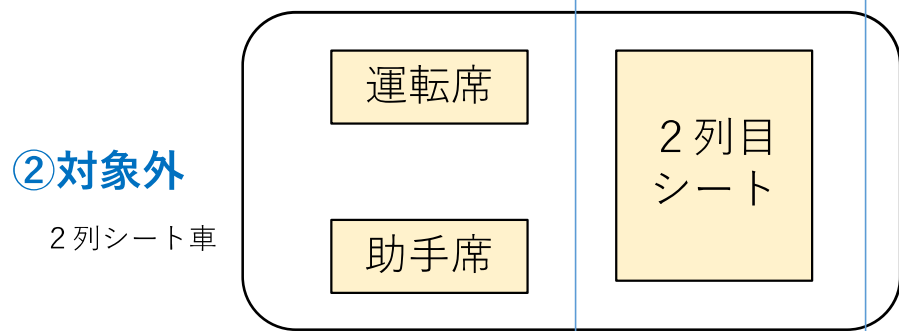 ②対象外
２列シート車
運転席
助手席
２列目
シート